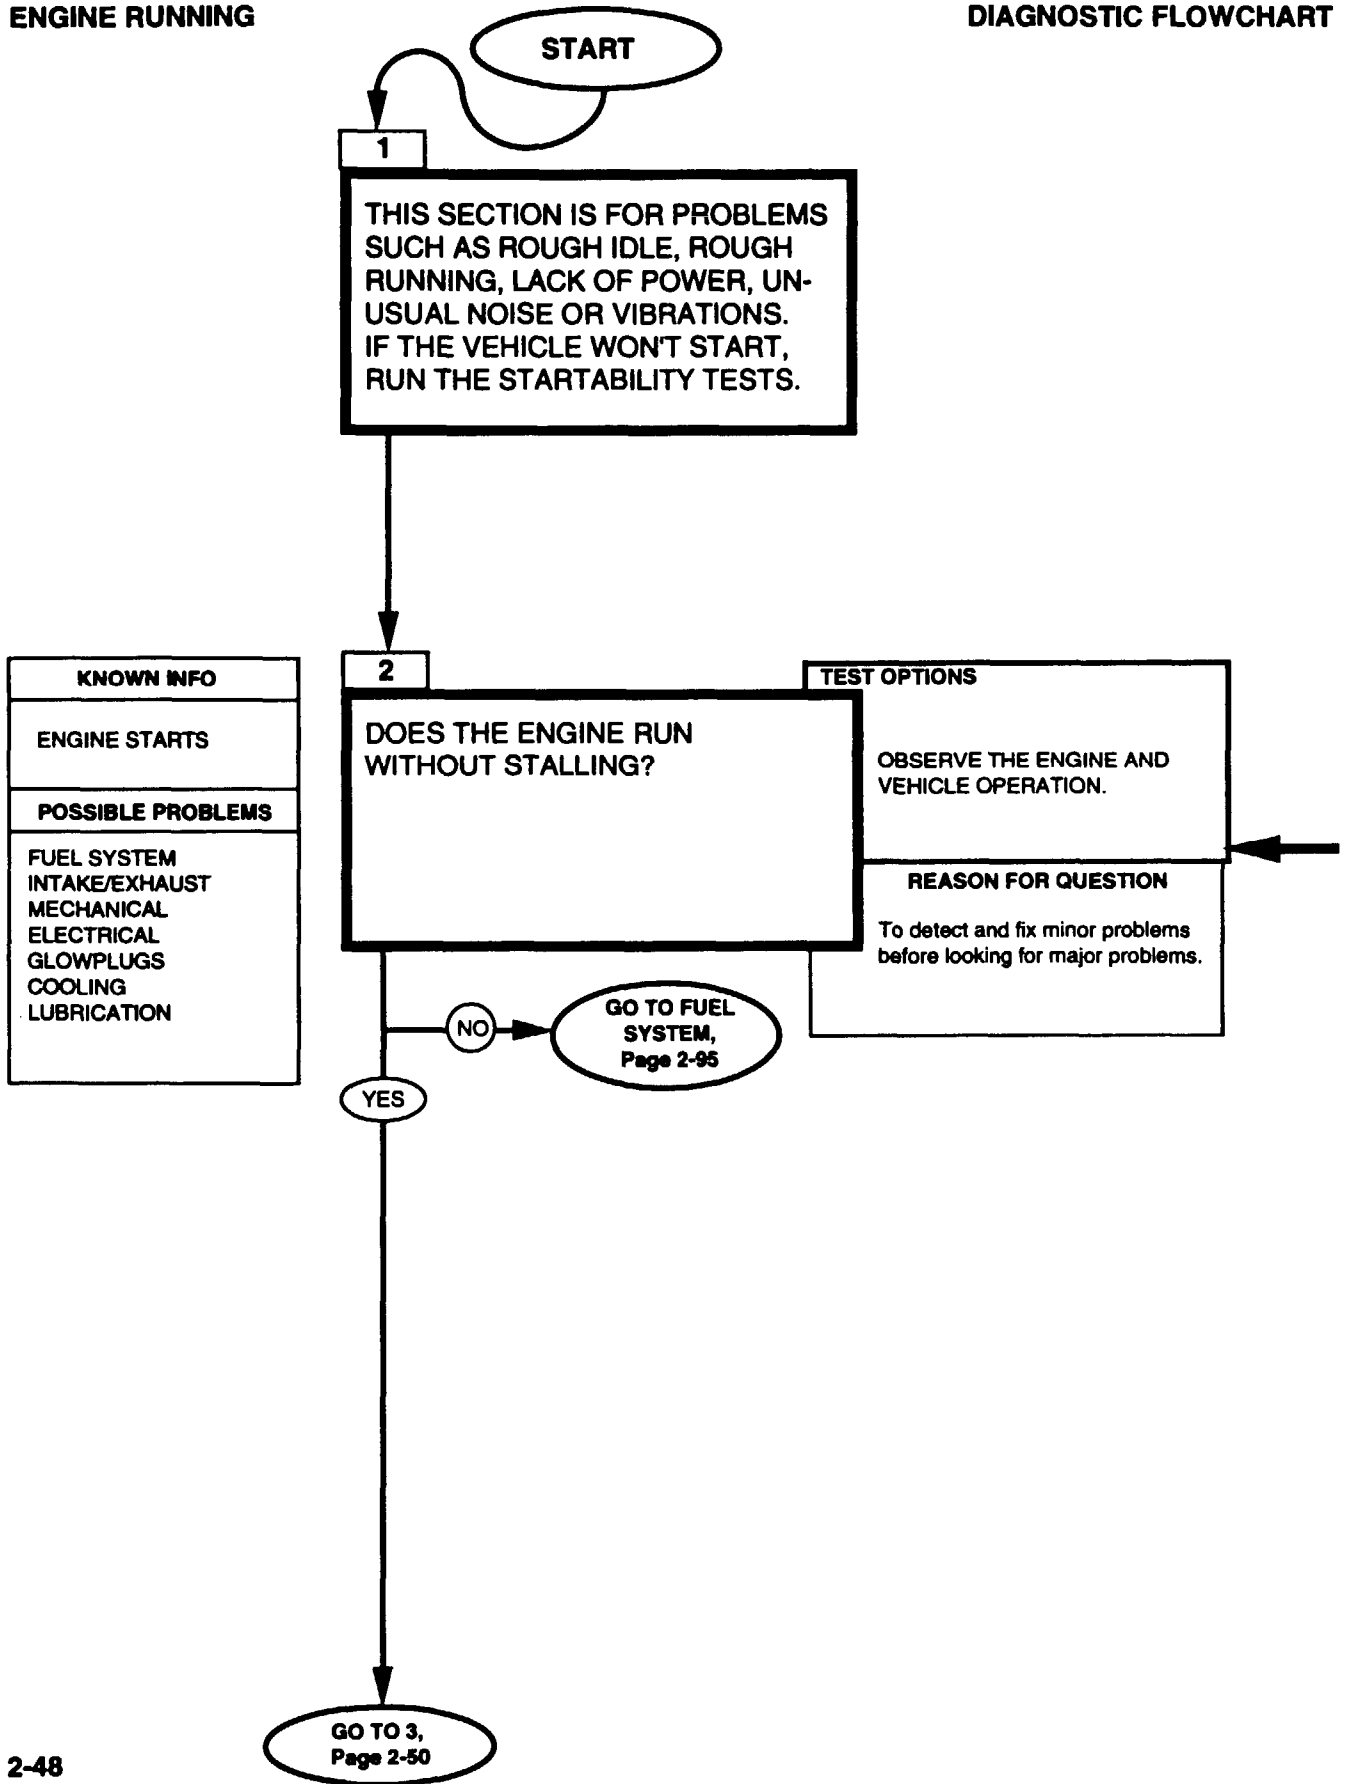 ENGINE RUNNING
DIAGNOSTIC FLOWCHART
START
1
THIS SECTION IS FOR PROBLEMS
SUCH AS ROUGH IDLE, ROUGH
RUNNING, LACK OF POWER, UN-
USUAL NOISE OR VIBRATIONS.
IF THE VEHICLE WON'T START,
RUN THE STARTABILITY TESTS.
KNOWN INFO
ENGINE STARTS
POSSIBLE PROBLEMS
FUEL SYSTEM
INTAKE/EXHAUST
MECHANICAL
ELECTRICAL
GLOWPLUGS
COOLING
LUBRICATION
2
DOES THE ENGINE RUN
WITHOUT STALLING?
TEST OPTIONS
OBSERVE THE ENGINE AND
VEHICLE OPERATION.
REASON FOR QUESTION
To detect and fix minor problems
before looking for major problems.
NO
GO TO FUEL
SYSTEM,
Page 2-95
YES
GO TO 3,
Page 2-50
2-48